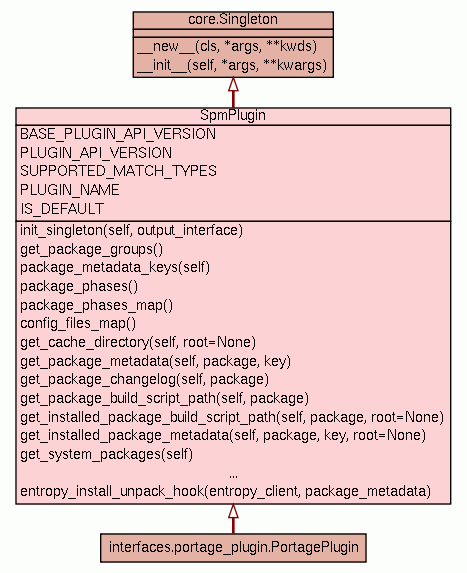 core.Singleton
__new__(cls, *args, **kwds)
__init__(self, *args, **kwargs)
SpmPlugin
BASE_PLUGIN_API_VERSION
PLUGIN_API_VERSION
SUPPORTED_MATCH_TYPES
PLUGIN_NAME
IS_DEFAULT
init_singleton(self, output_interface)
get_package_groups()
package_metadata_keys(self)
package_phases()
package_phases_map()
config_files_map()
get_cache_directory(self, root=None)
get_package_metadata(self, package, key)
get_package_changelog(self, package)
get_package_build_script_path(self, package)
get_installed_package_build_script_path(self, package, root=None)
get_installed_package_metadata(self, package, key, root=None)
get_system_packages(self)
...
entropy_install_unpack_hook(entropy_client, package_metadata)
interfaces.portage_plugin.PortagePlugin